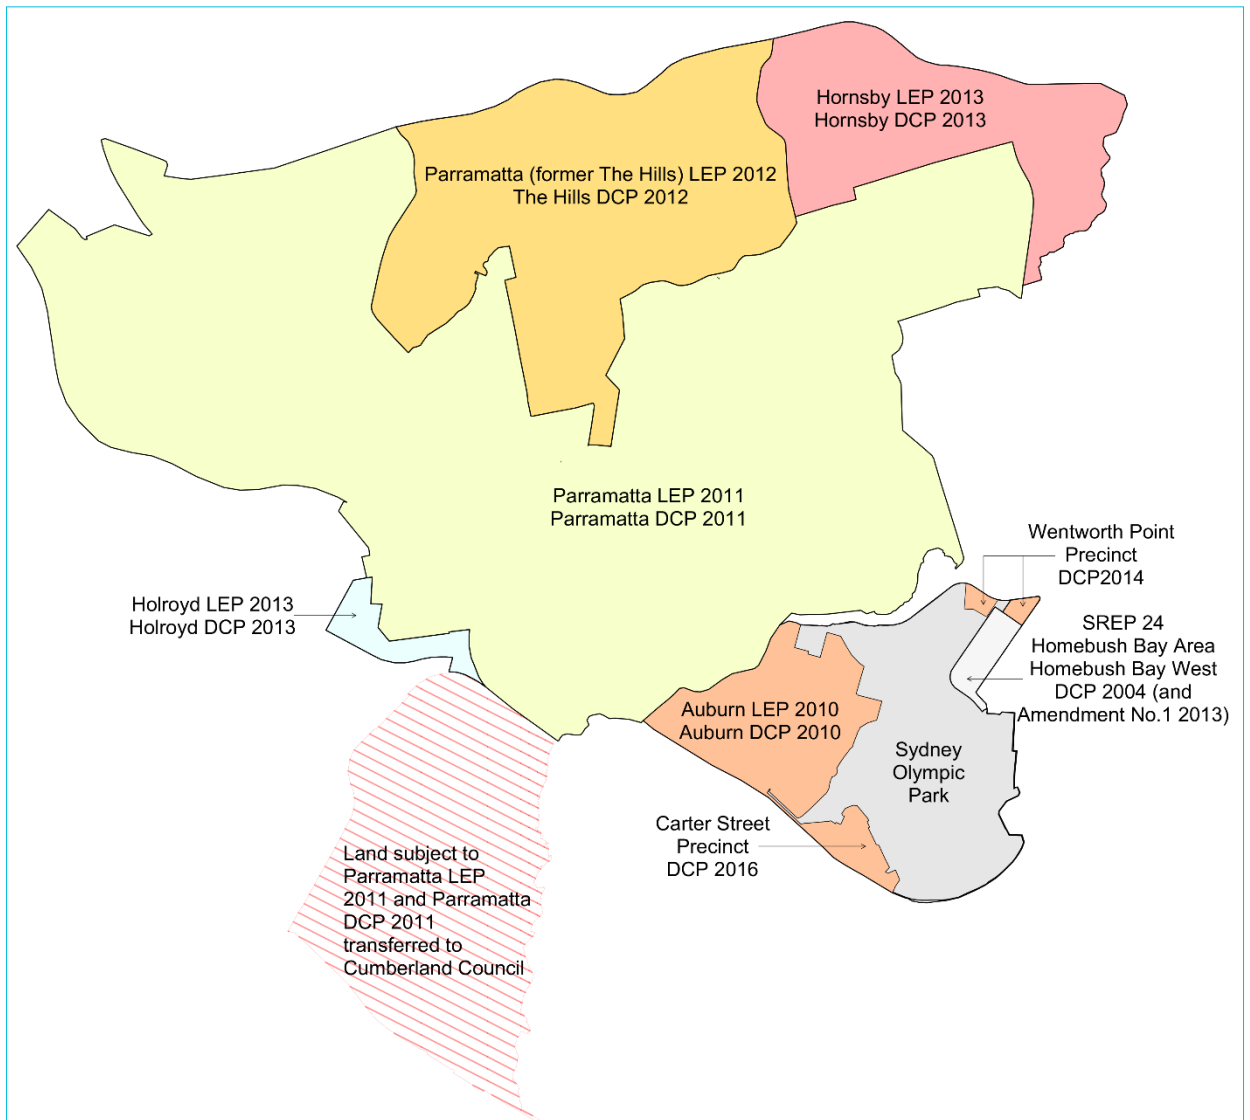 Hornsby LEP 2013
Hornsby DCP 2013
Parramatta (former The Hills) LEP 2012
The Hills DCP 2012
Parramatta LEP 2011
Parramatta DCP 2011
Wentworth Point
Precinct
DCP2014
Holroyd LEP 2013
Holroyd DCP 2013
SREP 24
Homebush Bay Area
Homebush Bay West
DCP 2004 (and
Amendment No.1 2013)
Auburn LEP 2010
Auburn DCP 2010
Sydney
Olympic
Park
Carter Street
Precinct
DCP 2016
Land subject to
Parramatta LEP
2011 and Parramatta
DCP 2011
transferred to
Cumberland Council